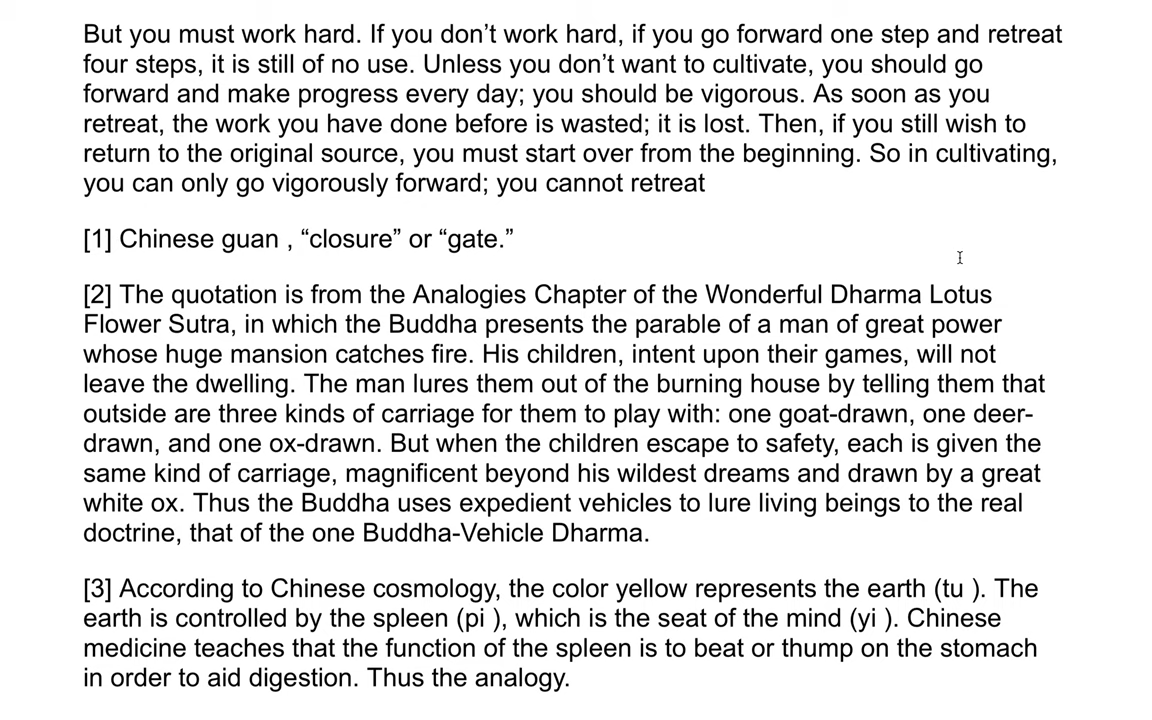 But you must work hard. If you don’t work hard, if you go forward one step and retreat
four steps, it is still of no use. Unless you don’t want to cultivate, you should go
forward and make progress every day; you should be vigorous. As soon as you
retreat, the work you have done before is wasted; it is lost. Then, if you still wish to
return to the original source, you must start over from the beginning. So in cultivating,
you can only go vigorously forward; you cannot retreat
[1] Chinese guan , “closure” or “gate.”
[2] The quotation is from the Analogies Chapter of the Wonderful Dharma Lotus
Flower Sutra, in which the Buddha presents the parable of a man of great power
whose huge mansion catches fire. His children, intent upon their games, will not
leave the dwelling. The man lures them out of the burning house by telling them that
outside are three kinds of carriage for them to play with: one goat-drawn, one deer-
drawn, and one ox-drawn. But when the children escape to safety, each is given the
same kind of carriage, magnificent beyond his wildest dreams and drawn by a great
white ox. Thus the Buddha uses expedient vehicles to lure living beings to the real
doctrine, that of the one Buddha-Vehicle Dharma.
[3] According to Chinese cosmology, the color yellow represents the earth (tu ). The
earth is controlled by the spleen (pi ), which is the seat of the mind (yi ). Chinese
medicine teaches that the function of the spleen is to beat or thump on the stomach
in order to aid digestion. Thus the analogy.